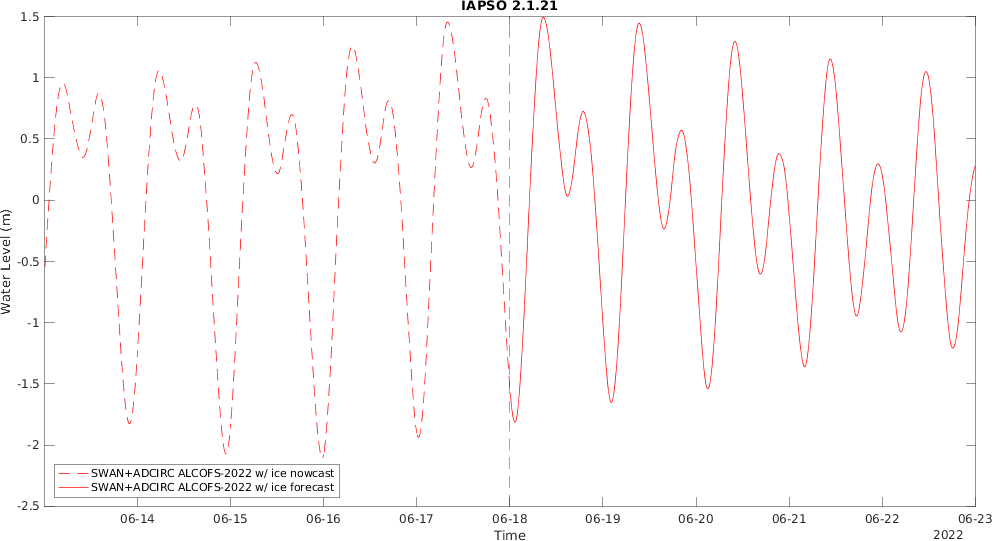 IAPSO 2.1.21
1.5
1
0.5
0
-0.5
-1
-1.5
-2
-2.5
Water Level (m)
SWAN+ADCIRC ALCOFS-2022 w/ ice nowcast
SWAN+ADCIRC ALCOFS-2022 w/ ice forecast
06-14 06-15 06-16 06-17 06-18 06-19 06-20 06-21 06-22 06-23
Time
2022